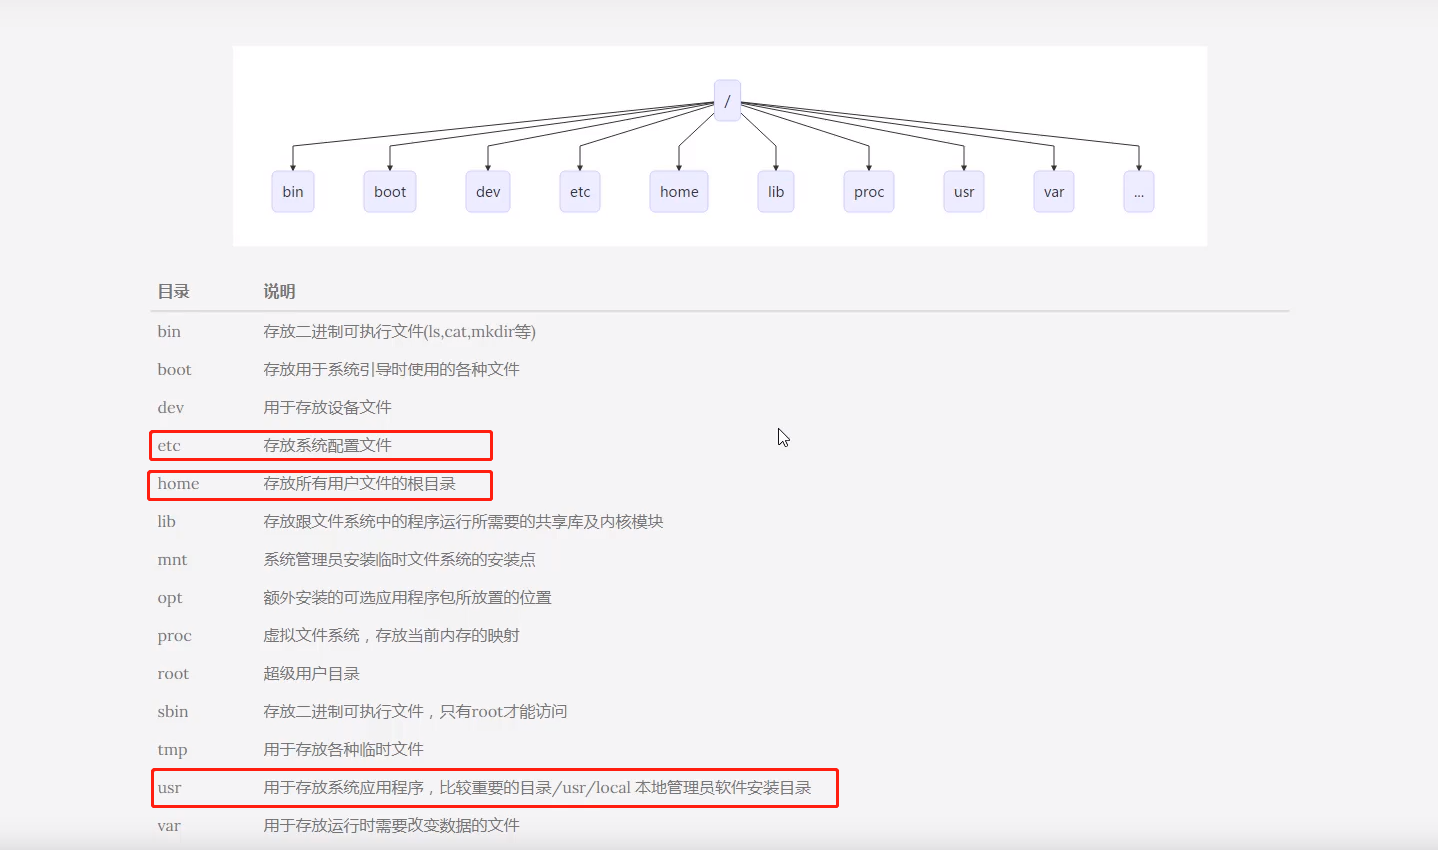 /
bin boot dev etc home lib proc usr var ...
目录 说明
bin 存放二进制可执行文件(ls,cat,mkdir等)
boot 存放用于系统引导时使用的各种文件
dev 用于存放设备文件
etc 存放系统配置文件
home 存放所有用户文件的根目录
lib 存放跟文件系统中的程序运行所需要的共享库及内核模块
mnt 系统管理员安装临时文件系统的安装点
opt 额外安装的可选应用程序包所放置的位置
proc 虚拟文件系统，存放当前内存的映射
root 超级用户目录
sbin 存放二进制可执行文件，只有root才能访问
tmp 用于存放各种临时文件
usr 用于存放系统应用程序，比较重要的目录/usr/local 本地管理员软件安装目录
var 用于存放运行时需要改变数据的文件